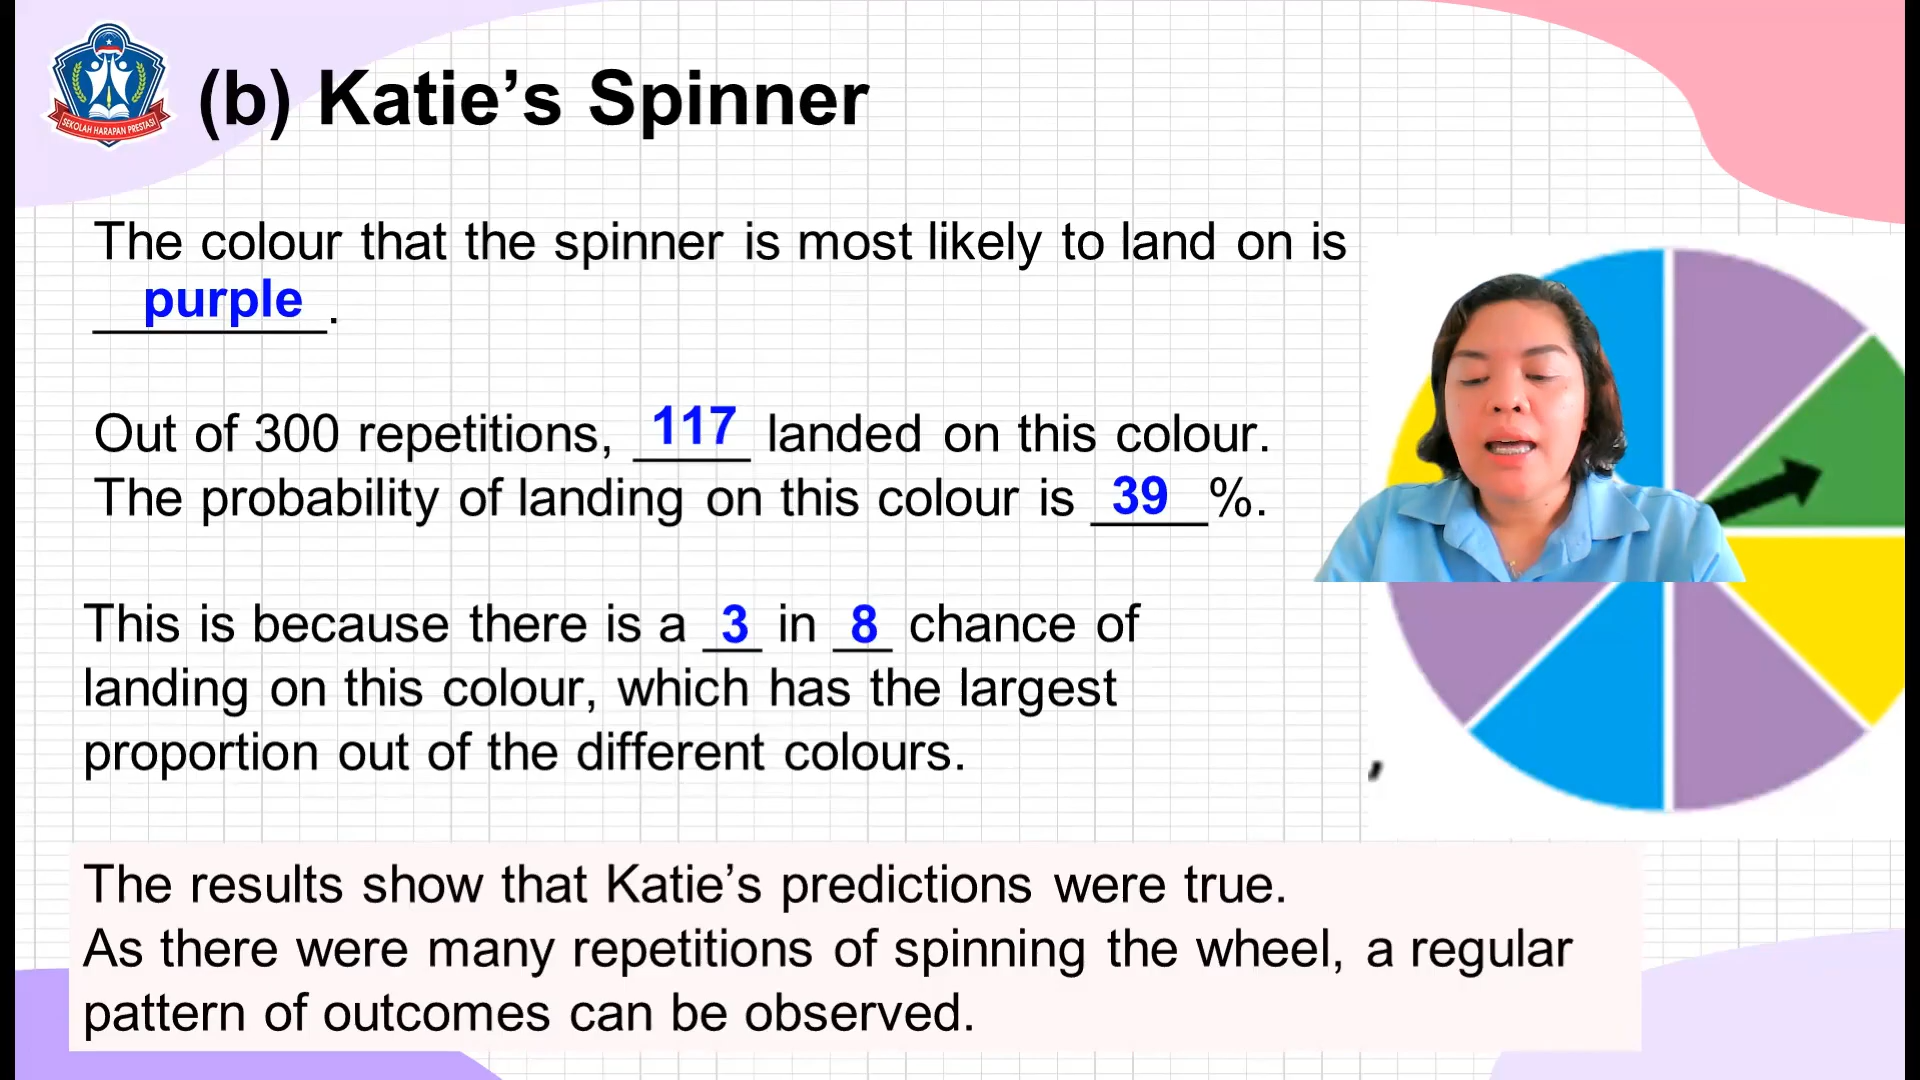 SEKOLAH HARAPAN PRESTASI
(b) Katie’s Spinner
The colour that the spinner is most likely to land on is
purple.
Out of 300 repetitions, 117 landed on this colour.
The probability of landing on this colour is 39%.
This is because there is a 3 in 8 chance of
landing on this colour, which has the largest
proportion out of the different colours.
,
The results show that Katie’s predictions were true.
As there were many repetitions of spinning the wheel, a regular
pattern of outcomes can be observed.